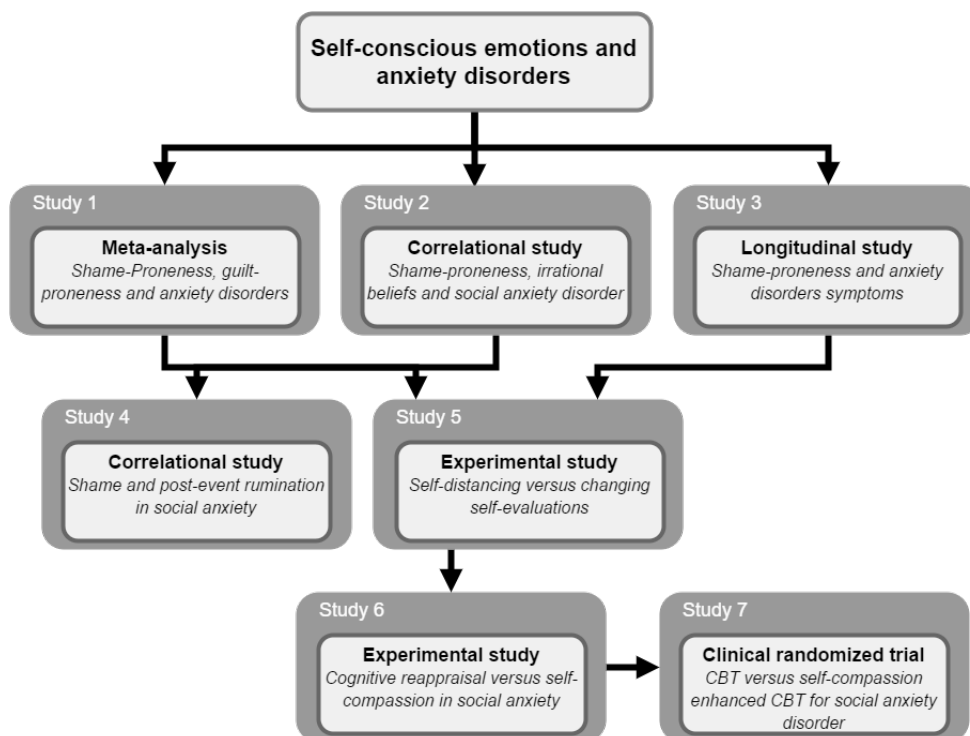 Self-conscious emotions and
anxiety disorders
Study 1
Meta-analysis
Shame-Proneness, guilt-
proneness and anxiety disorders
Study 2
Correlational study
Shame-proneness, irrational
beliefs and social anxiety disorder
Study 3
Longitudinal study
Shame-proneness and anxiety
disorders symptoms
Study 4
Correlational study
Shame and post-event rumination
in social anxiety
Study 5
Experimental study
Self-distancing versus changing
self-evaluations
Study 6
Experimental study
Cognitive reappraisal versus self-
compassion in social anxiety
Study 7
Clinical randomized trial
CBT versus self-compassion
enhanced CBT for social anxiety
disorder